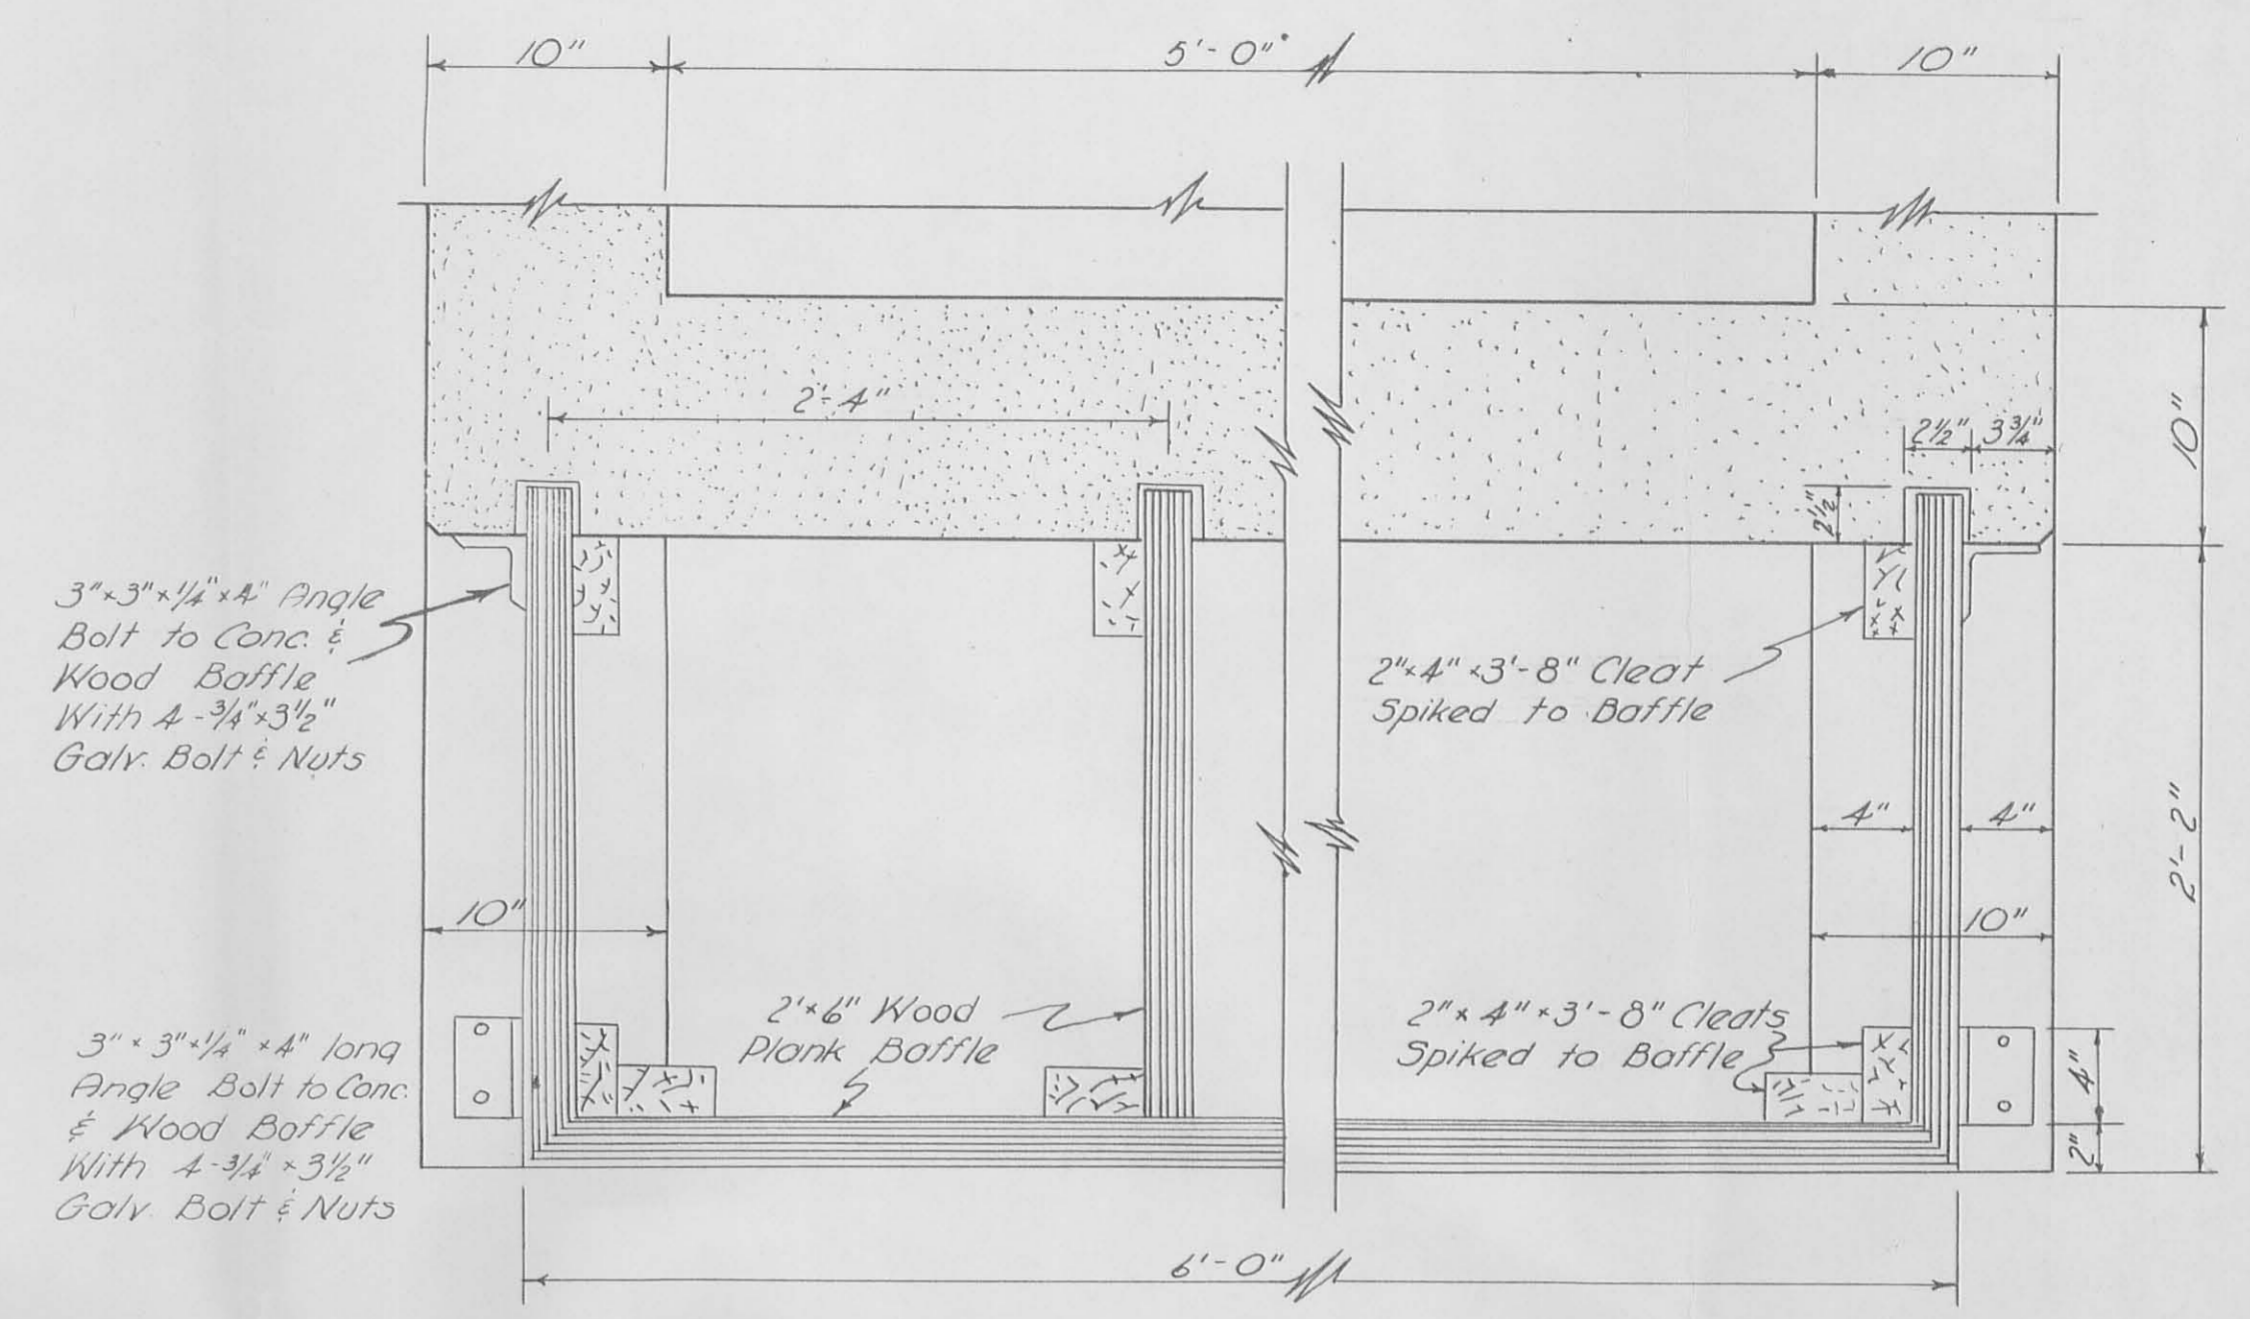 10"
5'-0"
10"
2'-4"
2½"
3¾"
10"
2½"
3"×3"×¼"×4" Angle
Bolt to Conc. &
Wood Baffle
With 4-¾"×3½"
Galv. Bolt & Nuts
2"×4"×3'-8" Cleat
Spiked to Baffle
4"
4"
2'-2"
10"
10"
2'×6" Wood
Plank Baffle
2"×4"×3'-8" Cleats
Spiked to Baffle
3"×3"×¼"×4" long
Angle Bolt to Conc.
& Wood Baffle
With 4-¾"×3½"
Galv. Bolt & Nuts
4"
2"
6'-0"